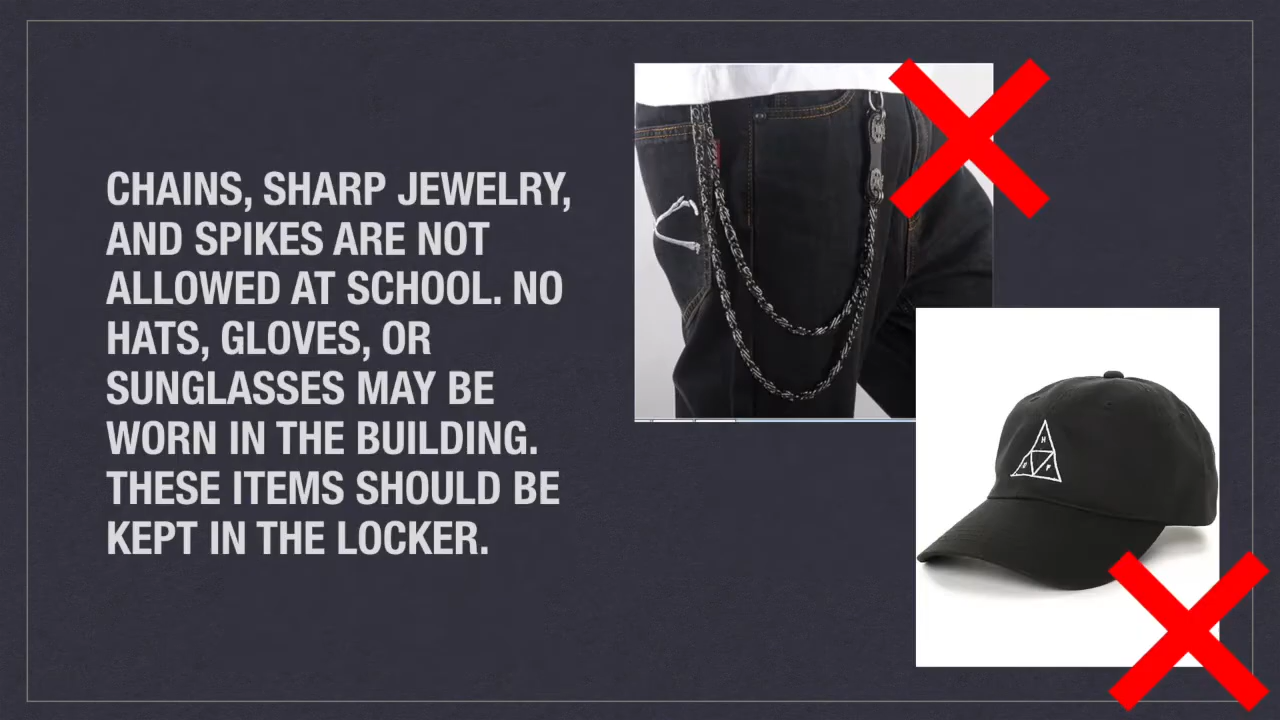 CHAINS, SHARP JEWELRY,
AND SPIKES ARE NOT
ALLOWED AT SCHOOL. NO
HATS, GLOVES, OR
SUNGLASSES MAY BE
WORN IN THE BUILDING.
THESE ITEMS SHOULD BE
KEPT IN THE LOCKER.
H
U F